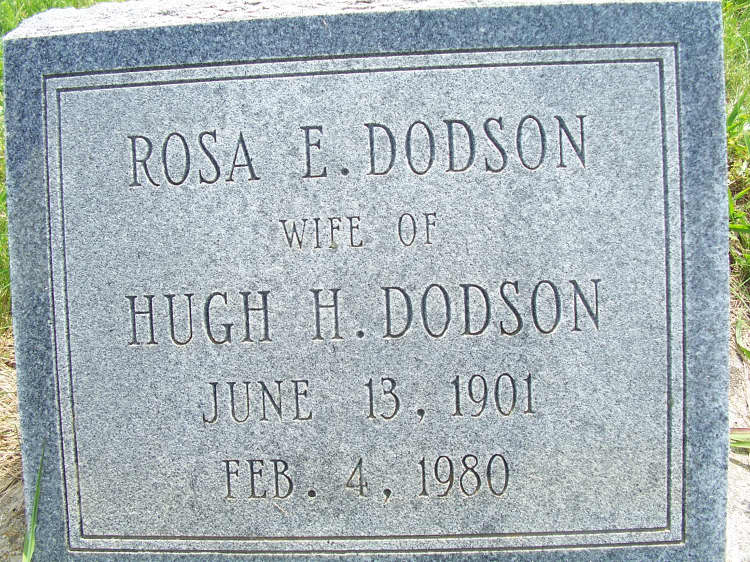 ROSA E. DODSON
WIFE OF
HUGH H. DODSON
JUNE 13, 1901
FEB. 4, 1980